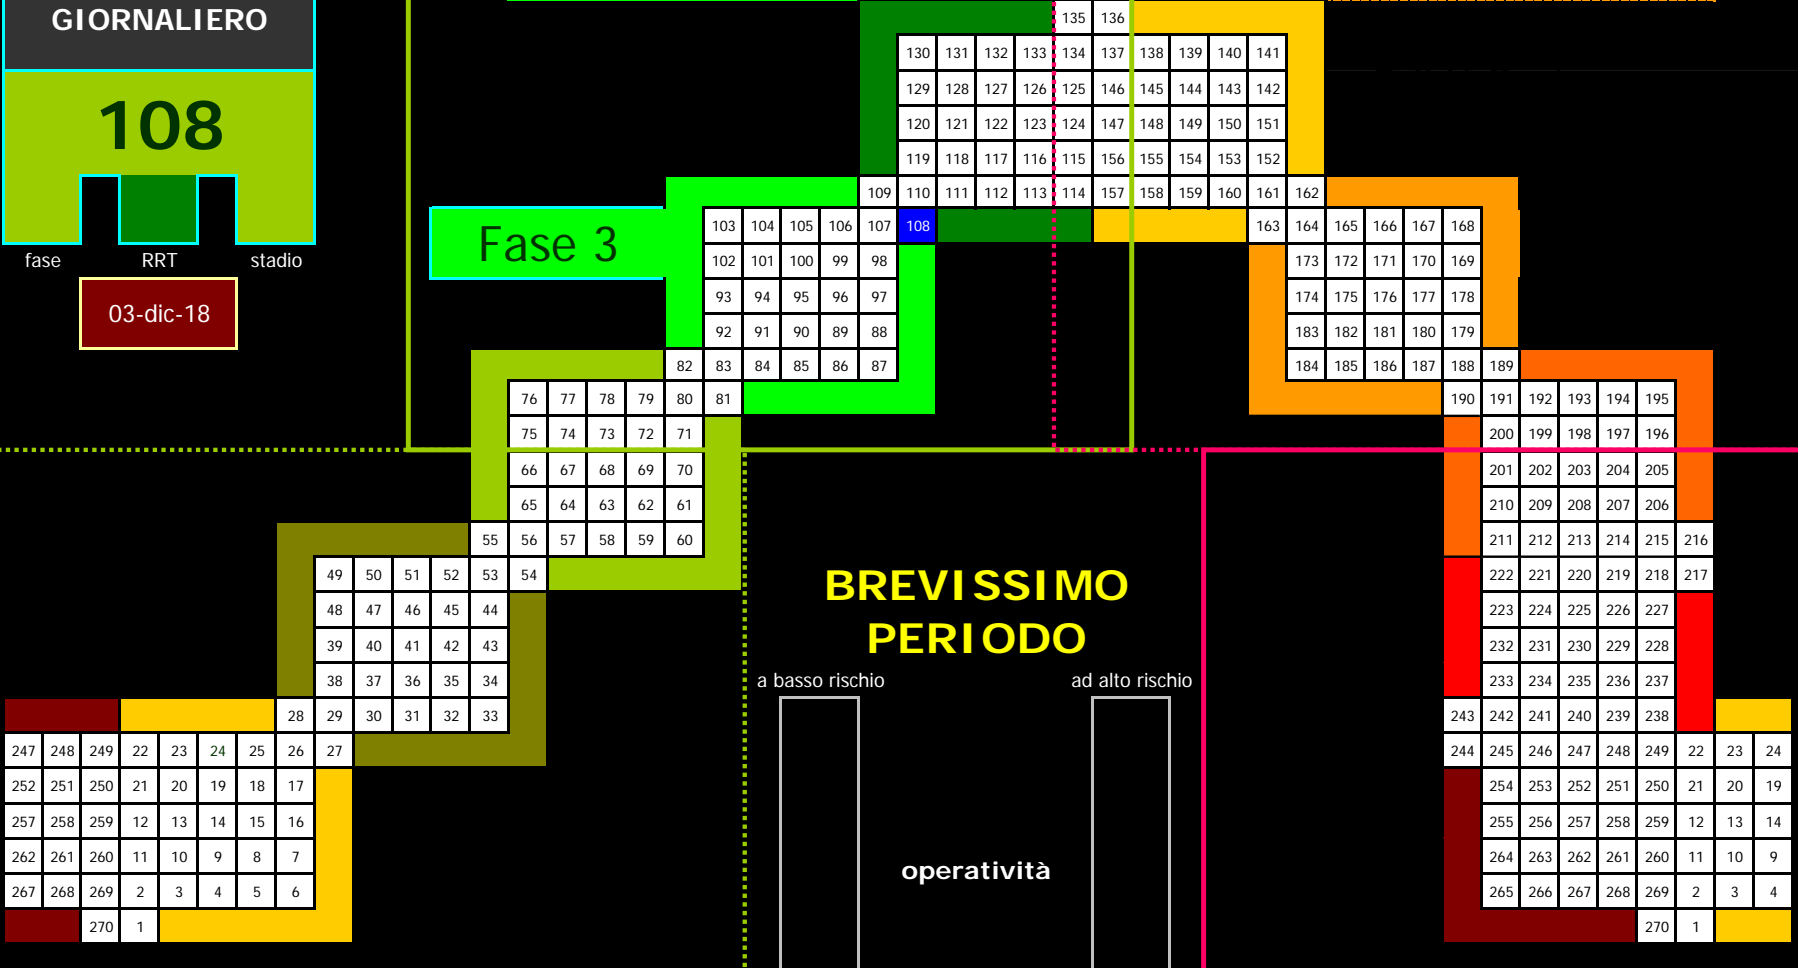 GIORNALIERO
108
fase RRT stadio
03-dic-18
Fase 3
135 136
130 131 132 133 134 137 138 139 140 141
129 128 127 126 125 146 145 144 143 142
120 121 122 123 124 147 148 149 150 151
119 118 117 116 115 156 155 154 153 152
109 110 111 112 113 114 157 158 159 160 161 162
103 104 105 106 107 108 163 164 165 166 167 168
102 101 100 99 98 173 172 171 170 169
93 94 95 96 97 174 175 176 177 178
92 91 90 89 88 183 182 181 180 179
82 83 84 85 86 87 184 185 186 187 188 189
76 77 78 79 80 81 190 191 192 193 194 195
75 74 73 72 71 200 199 198 197 196
66 67 68 69 70 201 202 203 204 205
65 64 63 62 61 210 209 208 207 206
55 56 57 58 59 60 211 212 213 214 215 216
49 50 51 52 53 54 222 221 220 219 218 217
48 47 46 45 44 223 224 225 226 227
39 40 41 42 43 232 231 230 229 228
38 37 36 35 34 233 234 235 236 237
28 29 30 31 32 33 243 242 241 240 239 238
247 248 249 22 23 24 25 26 27 244 245 246 247 248 249 22 23 24
252 251 250 21 20 19 18 17 254 253 252 251 250 21 20 19
257 258 259 12 13 14 15 16 255 256 257 258 259 12 13 14
262 261 260 11 10 9 8 7 264 263 262 261 260 11 10 9
267 268 269 2 3 4 5 6 265 266 267 268 269 2 3 4
270 1 270 1
BREVISSIMO
PERIODO
a basso rischio ad alto rischio
operatività